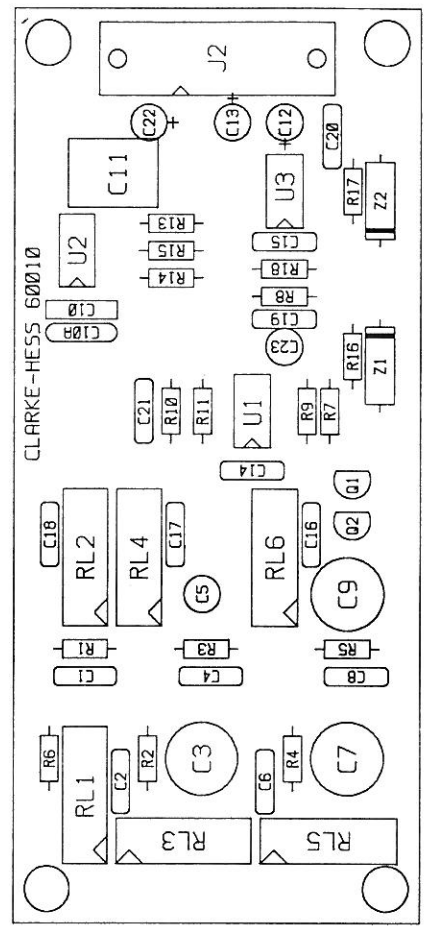 J2
C22
+
C13
+
C12
+
C20
C11
U3
R17
Z2
U2
R13
R15
R14
C15
R18
R8
C19
C10
C10A
C23
CLARKE-HESS 60010
R16
Z1
C21
R10
R11
U1
R9
R7
C14
Q1
Q2
C18
RL2
RL4
C17
RL6
C16
C5
C9
R1
R3
R5
C1
C4
C8
R6
RL1
C2
R2
C3
C6
R4
C7
RL3
RL5